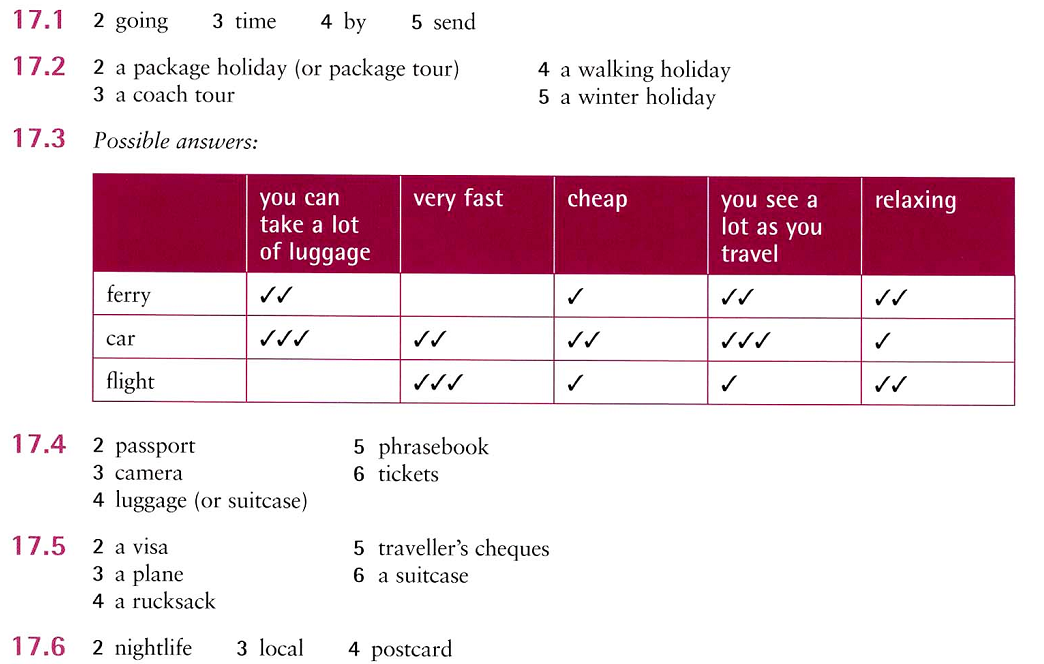 17.1 2 going 3 time 4 by 5 send
17.2 2 a package holiday (or package tour) 4 a walking holiday
3 a coach tour 5 a winter holiday
17.3 Possible answers:
you can take a lot of luggage very fast cheap you see a lot as you travel relaxing
ferry ✓✓ ✓ ✓✓ ✓✓
car ✓✓✓ ✓✓ ✓✓ ✓✓✓ ✓
flight ✓✓✓ ✓ ✓ ✓✓
17.4 2 passport 5 phrasebook
3 camera 6 tickets
4 luggage (or suitcase)
17.5 2 a visa 5 traveller's cheques
3 a plane 6 a suitcase
4 a rucksack
17.6 2 nightlife 3 local 4 postcard